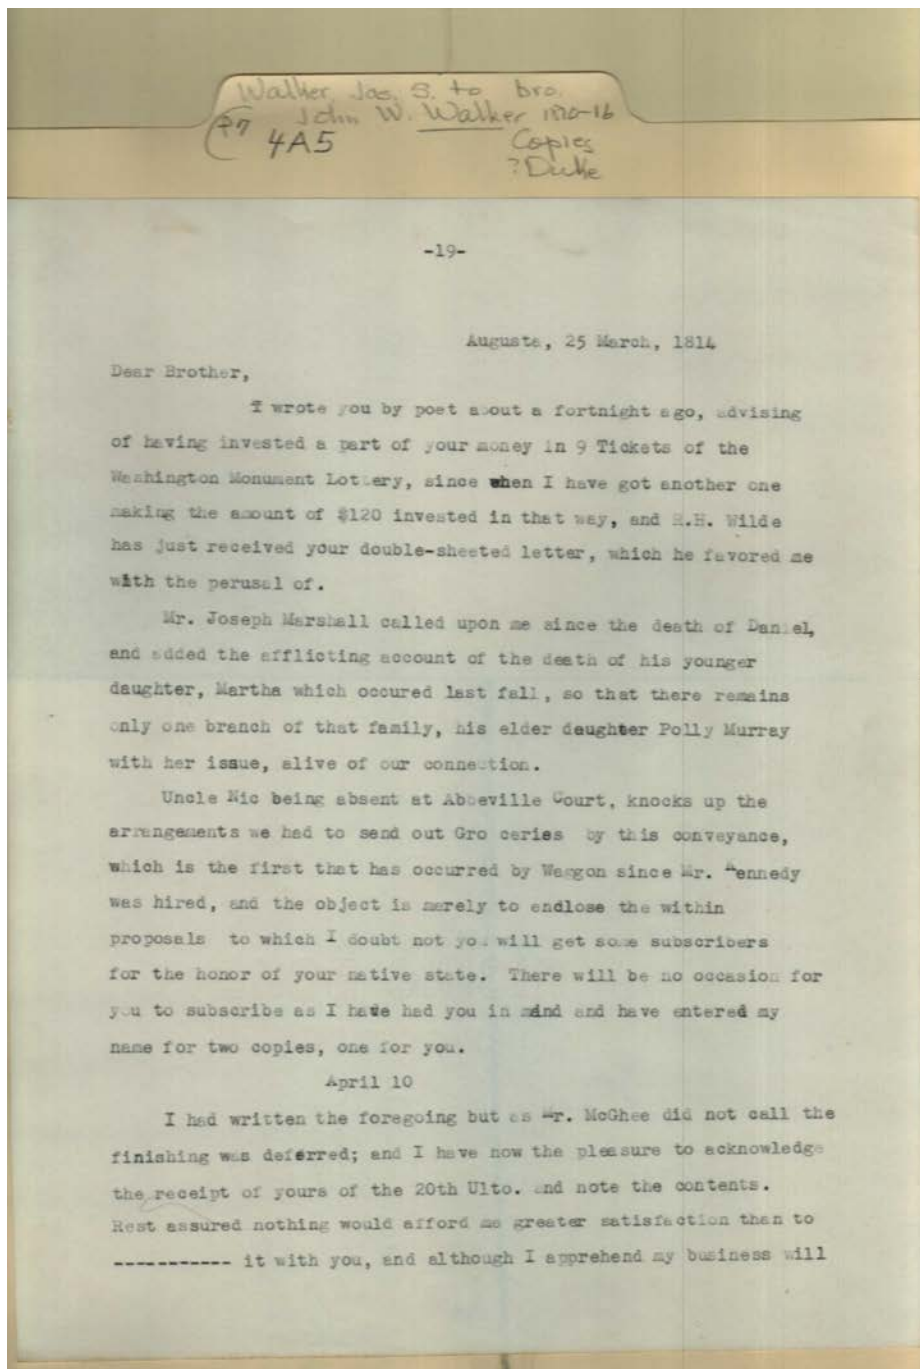 Walker, Jas. S. to bro.
John W. Walker 1810-16
P7
4A5
Copies
? Duke
-19-
Augusta, 25 March, 1814
Dear Brother,
I wrote you by post about a fortnight ago, advising
of having invested a part of your money in 9 Tickets of the
Washington Monument Lottery, since when I have got another one
making the amount of $120 invested in that way, and R.H. Wilde
has just received your double-sheeted letter, which he favored me
with the perusal of.
Mr. Joseph Marshall called upon me since the death of Daniel,
and added the afflicting account of the death of his younger
daughter, Martha which occured last fall, so that there remains
only one branch of that family, his elder daughter Polly Murray
with her issue, alive of our connection.
Uncle Nic being absent at Abbeville Court, knocks up the
arrangements we had to send out Gro ceries by this conveyance,
which is the first that has occurred by Waggon since Mr. Kennedy
was hired, and the object is merely to endlose the within
proposals to which I doubt not you will get some subscribers
for the honor of your native state. There will be no occasion for
you to subscribe as I have had you in mind and have entered my
name for two copies, one for you.
April 10
I had written the foregoing but as Mr. McGhee did not call the
finishing was deferred; and I have now the pleasure to acknowledge
the receipt of yours of the 20th Ulto. and note the contents.
Rest assured nothing would afford me greater satisfaction than to
----------- it with you, and although I apprehend my business will